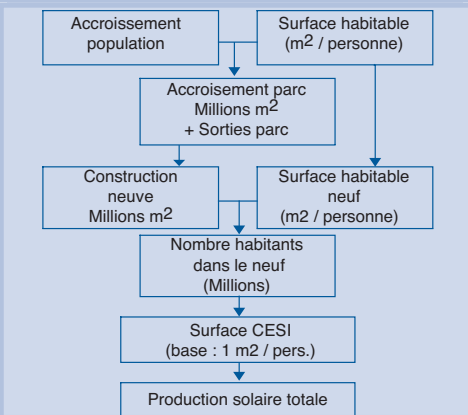 Accroissement
population
Surface habitable
(m2 / personne)
Accroisement parc
Millions m2
+ Sorties parc
Construction
neuve
Millions m2
Surface habitable
neuf
(m2 / personne)
Nombre habitants
dans le neuf
(Millions)
Surface CESI
(base : 1 m2 / pers.)
Production solaire totale